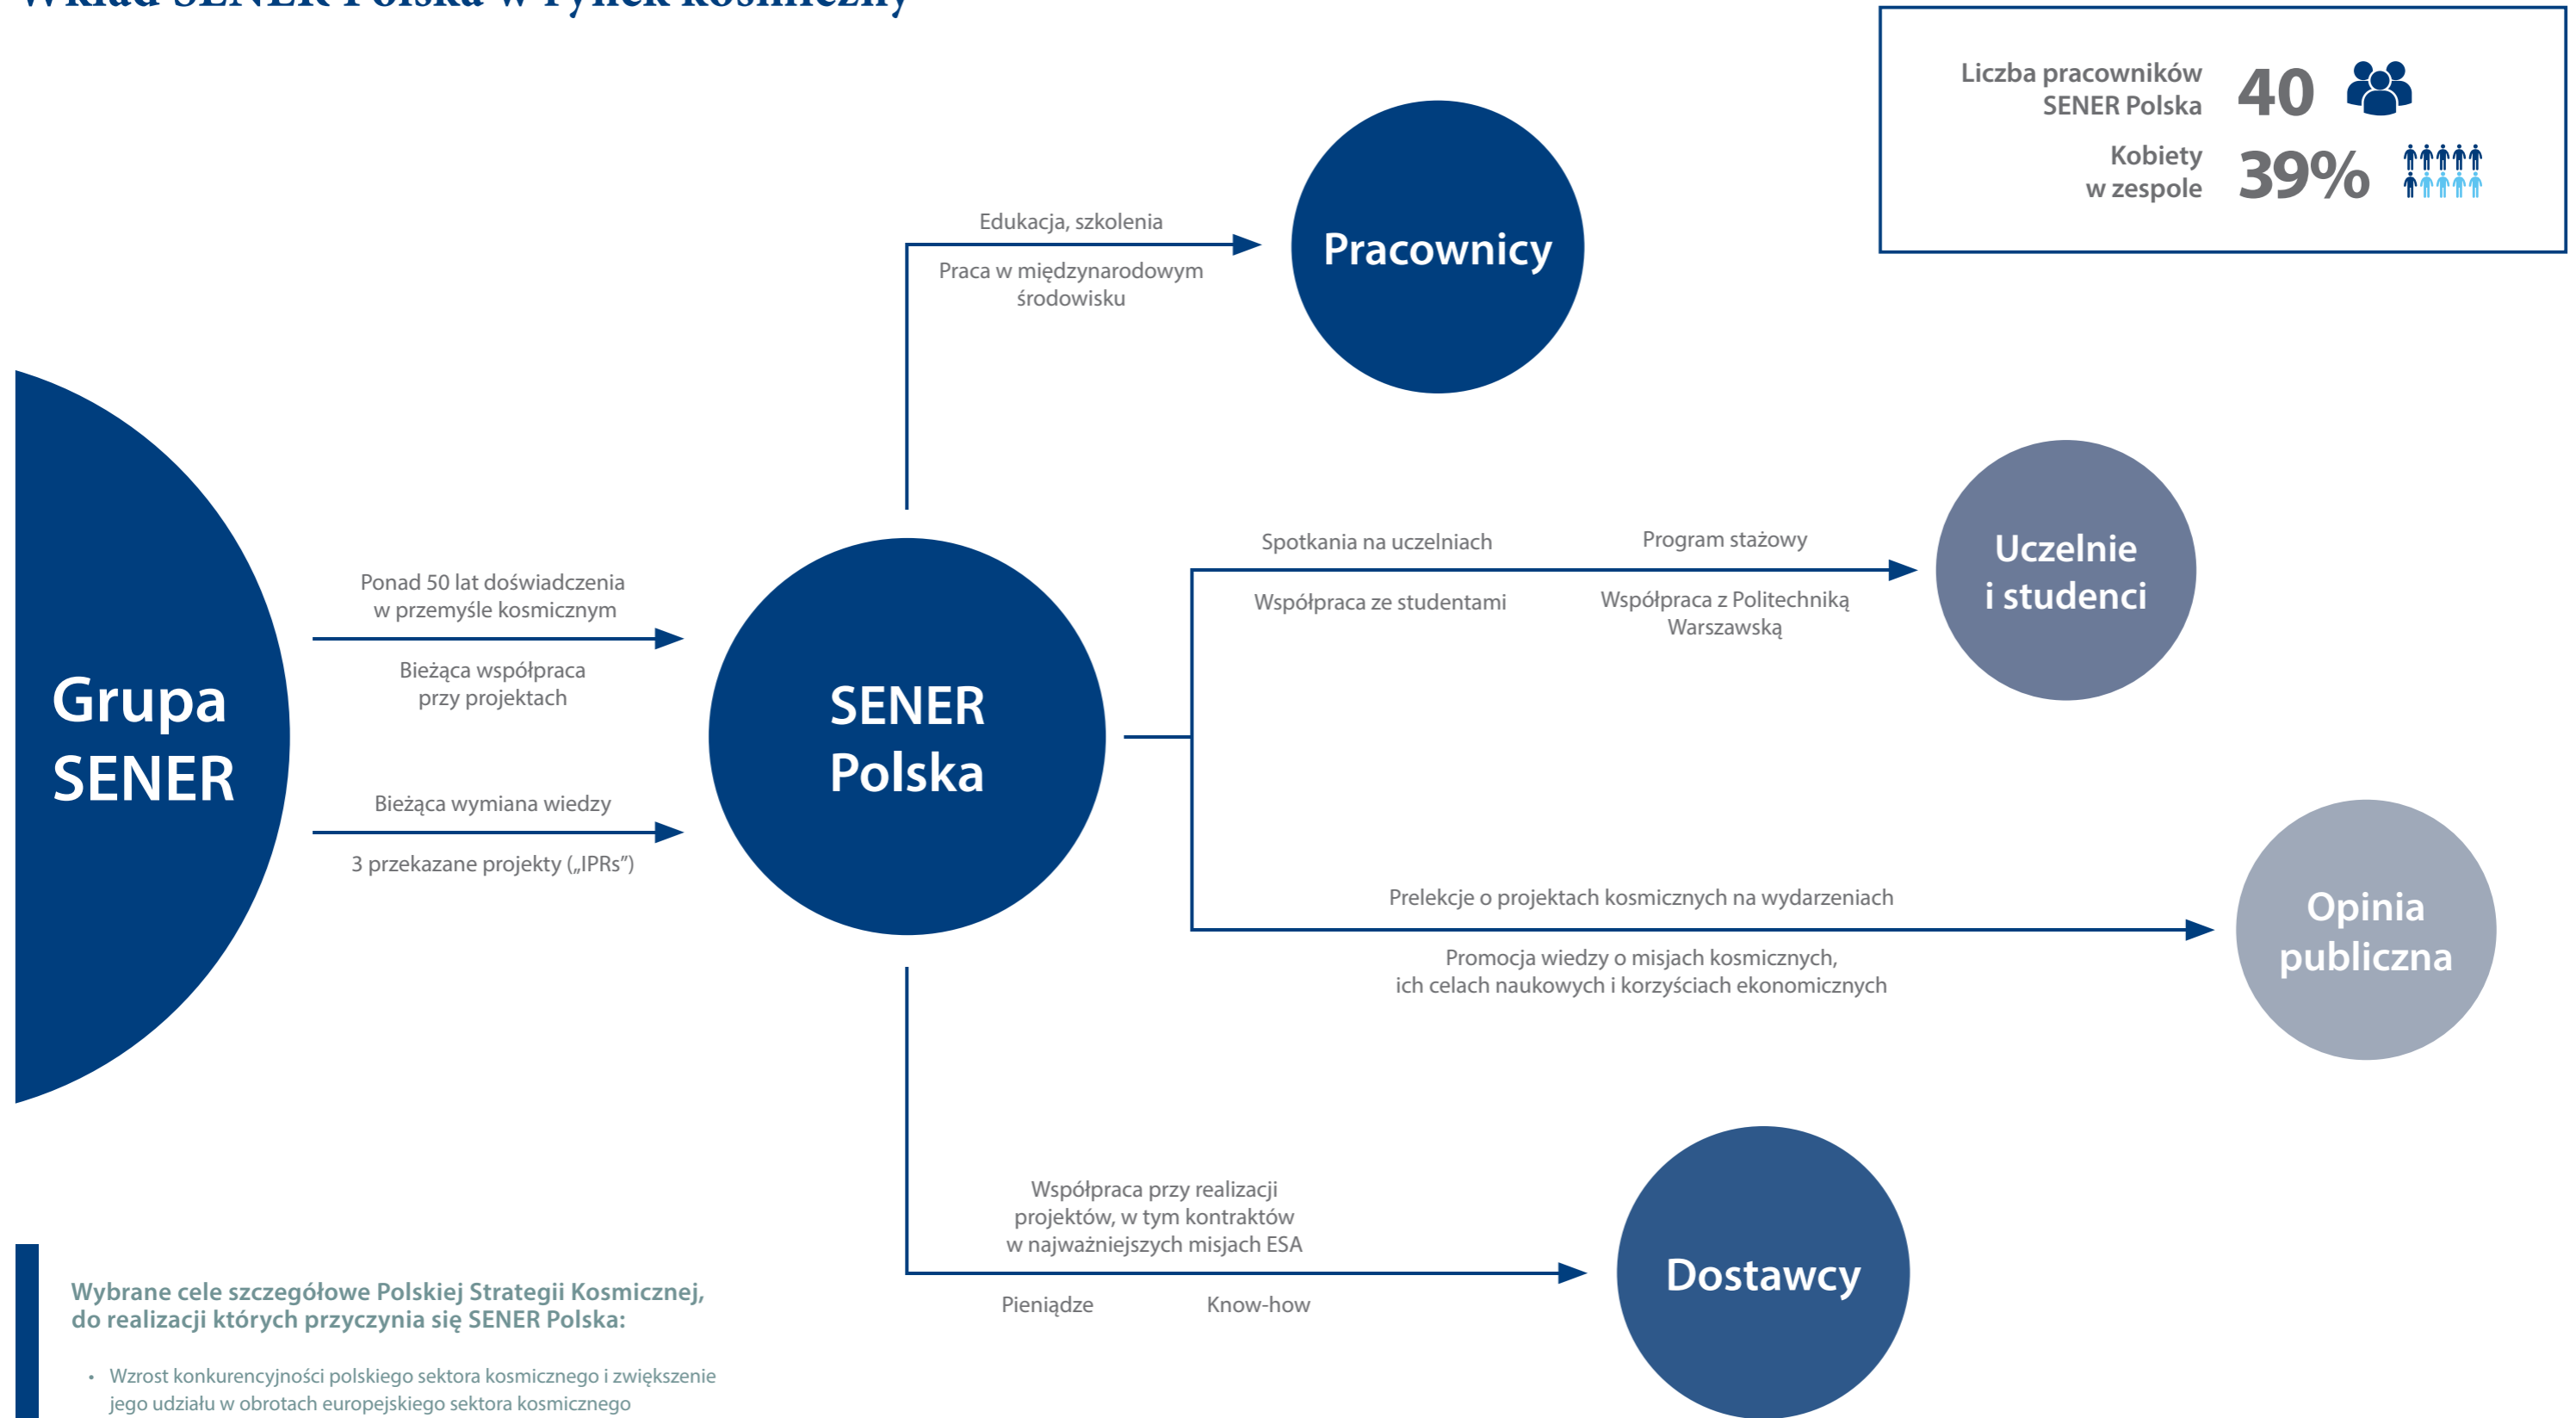 Wkład SENER Polska w rynek kosmiczny
Liczba pracowników
SENER Polska
40
Kobiety
w zespole
39%
Edukacja, szkolenia
Praca w międzynarodowym
środowisku
Pracownicy
Grupa
SENER
Ponad 50 lat doświadczenia
w przemyśle kosmicznym
Bieżąca współpraca
przy projektach
Bieżąca wymiana wiedzy
3 przekazane projekty („IPRs”)
SENER
Polska
Spotkania na uczelniach
Program stażowy
Współpraca ze studentami
Współpraca z Politechniką
Warszawską
Uczelnie
i studenci
Prelekcje o projektach kosmicznych na wydarzeniach
Promocja wiedzy o misjach kosmicznych,
ich celach naukowych i korzyściach ekonomicznych
Opinia
publiczna
Współpraca przy realizacji
projektów, w tym kontraktów
w najważniejszych misjach ESA
Pieniądze
Know-how
Dostawcy
Wybrane cele szczegółowe Polskiej Strategii Kosmicznej,
do realizacji których przyczynia się SENER Polska:
• Wzrost konkurencyjności polskiego sektora kosmicznego i zwiększenie
jego udziału w obrotach europejskiego sektora kosmicznego